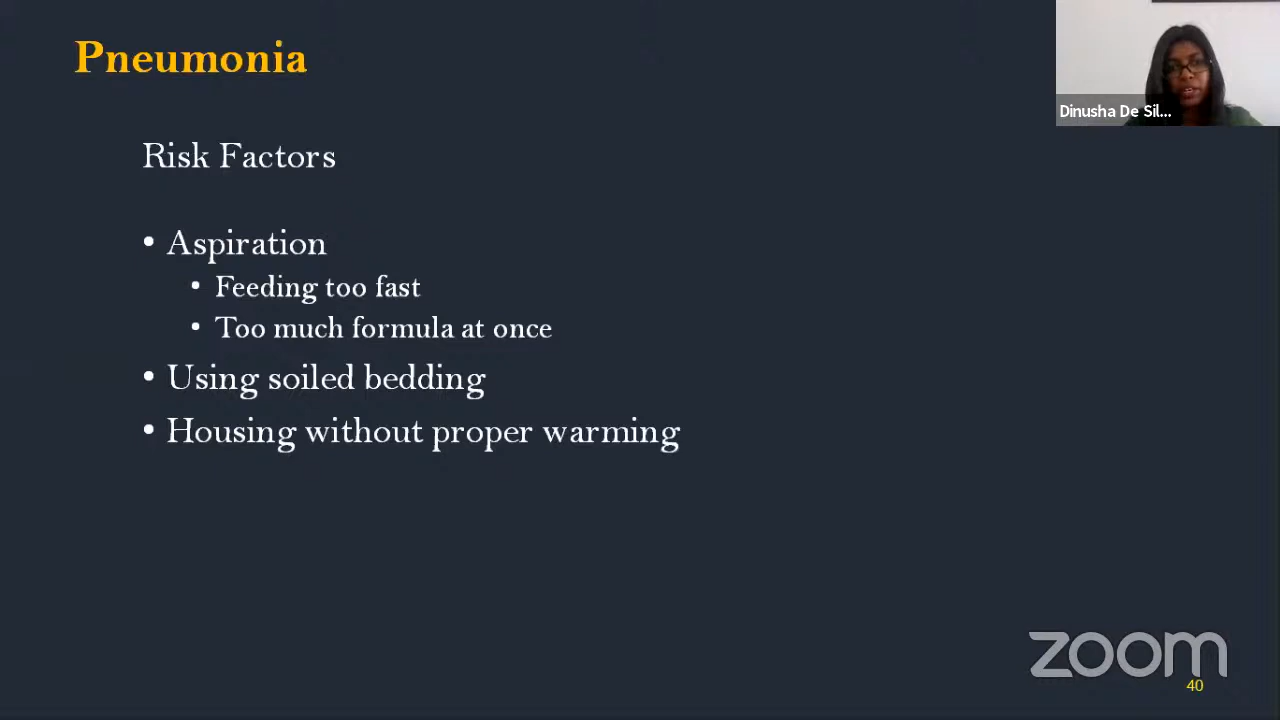 Pneumonia
Dinusha De Sil...
Risk Factors
• Aspiration
• Feeding too fast
• Too much formula at once
• Using soiled bedding
• Housing without proper warming
zoom
40